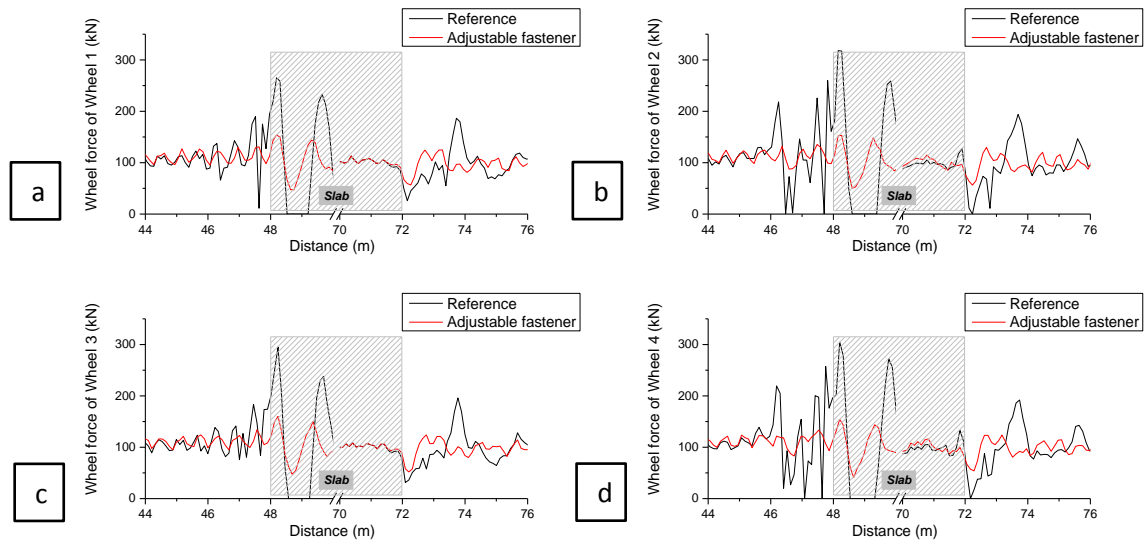 Reference
Adjustable fastener
Wheel force of Wheel 1 (kN)
300
200
100
0
a
Slab
44 46 48 70 72 74 76
Distance (m)
Reference
Adjustable fastener
Wheel force of Wheel 2 (kN)
300
200
100
0
b
Slab
44 46 48 70 72 74 76
Distance (m)
Reference
Adjustable fastener
Wheel force of Wheel 3 (kN)
300
200
100
0
c
Slab
44 46 48 70 72 74 76
Distance (m)
Reference
Adjustable fastener
Wheel force of Wheel 4 (kN)
300
200
100
0
d
Slab
44 46 48 70 72 74 76
Distance (m)